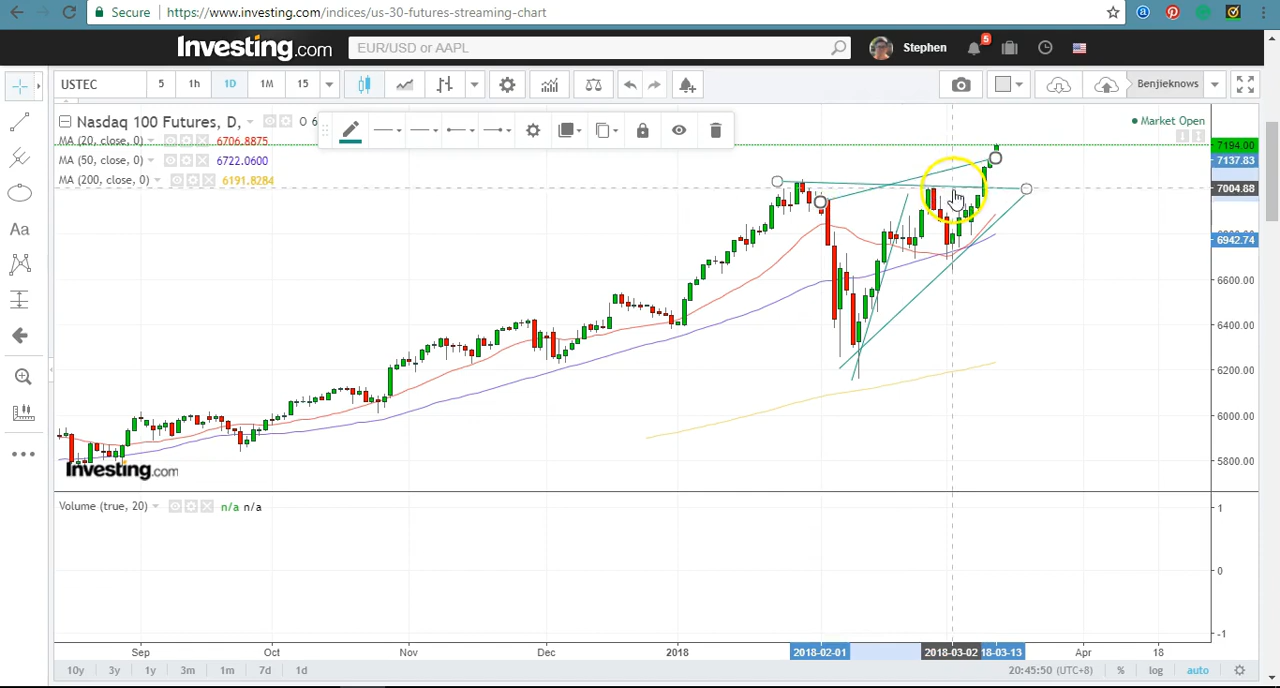 Secure https://www.investing.com/indices/us-30-futures-streaming-chart
Investing.com EUR/USD or AAPL Stephen 5
USTEC 5 1h 1D 1M 15 Benjieknows
Nasdaq 100 Futures, D, O 6
Market Open
MA (20, close, 0) 6706.8875
MA (50, close, 0) 6722.0600
MA (200, close, 0) 6191.8284
7194.00
7137.83
7004.88
6942.74
6600.00
6400.00
6200.00
6000.00
5800.00
Investing.com
Volume (true, 20) n/a n/a
1
0
-1
Sep Oct Nov Dec 2018 2018-02-01 2018-03-02 18-03-13 Apr 18
10y 3y 1y 3m 1m 7d 1d 20:45:50 (UTC+8) % log auto
Aa